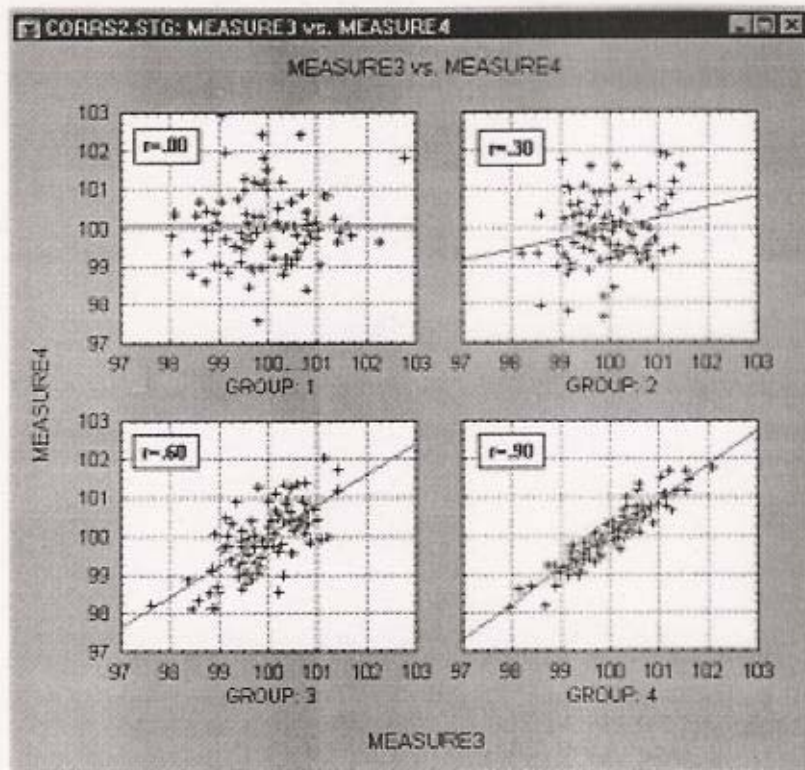 CORRS2.STG: MEASURE3 vs. MEASURE4
MEASURE3 vs. MEASURE4
103
102
101
100
99
98
97
r=.00
97 98 99 100 101 102 103
GROUP: 1
r=.30
97 98 99 100 101 102 103
GROUP: 2
MEASURE4
103
102
101
100
99
98
97
r=.60
97 98 99 100 101 102 103
GROUP: 3
r=.90
97 98 99 100 101 102 103
GROUP: 4
MEASURE3